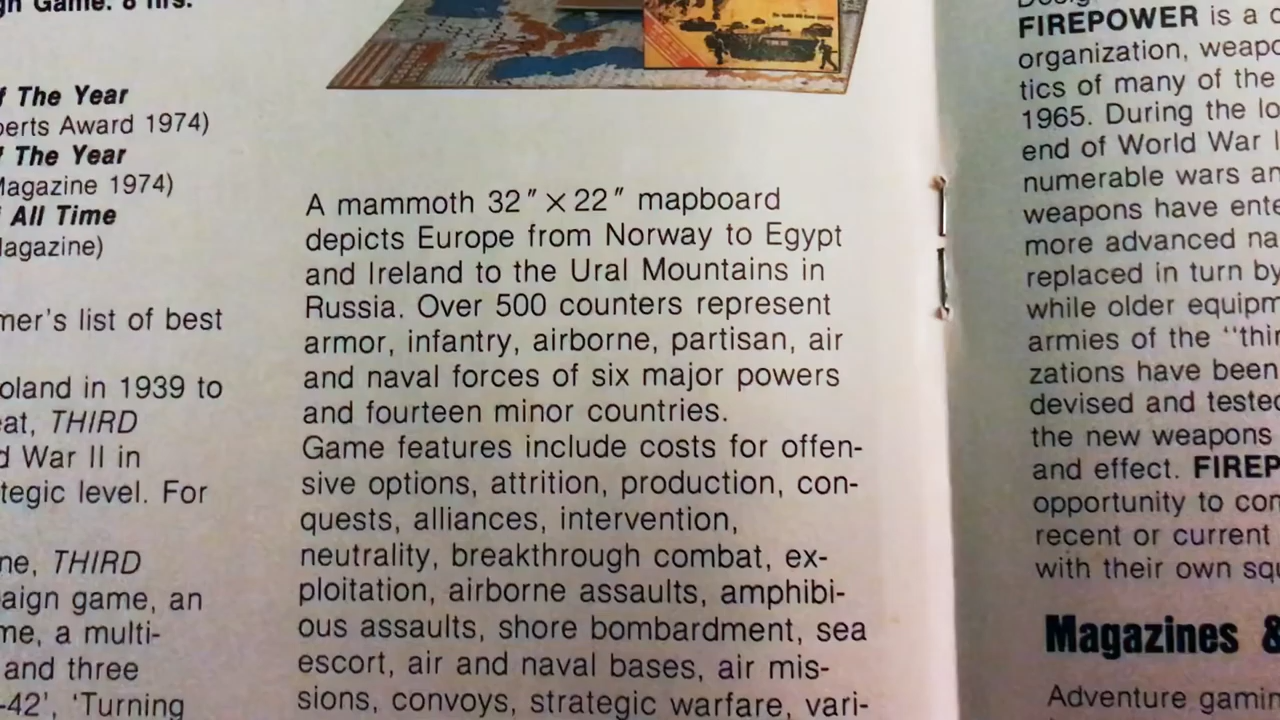 Game. 8 hrs.
f The Year
perts Award 1974)
The Year
Magazine 1974)
All Time
Magazine)
mer's list of best
oland in 1939 to
eat, THIRD
d War II in
tegic level. For
ne, THIRD
paign game, an
me, a multi-
and three
-42', 'Turning
A mammoth 32" × 22" mapboard
depicts Europe from Norway to Egypt
and Ireland to the Ural Mountains in
Russia. Over 500 counters represent
armor, infantry, airborne, partisan, air
and naval forces of six major powers
and fourteen minor countries.
Game features include costs for offen-
sive options, attrition, production, con-
quests, alliances, intervention,
neutrality, breakthrough combat, ex-
ploitation, airborne assaults, amphibi-
ous assaults, shore bombardment, sea
escort, air and naval bases, air mis-
sions, convoys, strategic warfare, vari-
FIREPOWER is a c
organization, weapo
tics of many of the
1965. During the lo
end of World War I
numerable wars an
weapons have ente
more advanced na
replaced in turn by
while older equipm
armies of the "thir
zations have been
devised and tested
the new weapons
and effect. FIREP
opportunity to con
recent or current
with their own squ
Magazines &
Adventure gamin